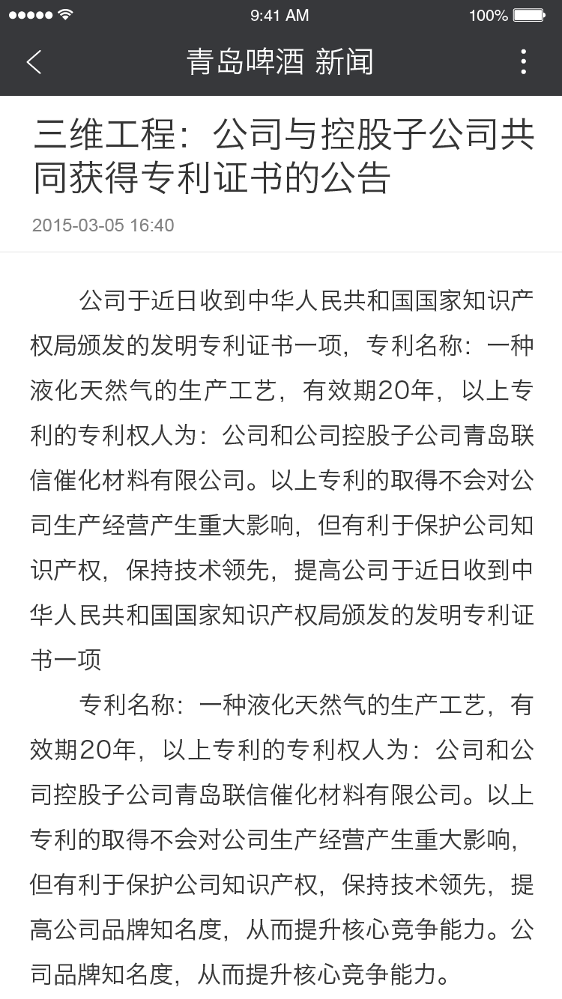 9:41 AM 100%
青岛啤酒 新闻
三维工程：公司与控股子公司共
同获得专利证书的公告
2015-03-05 16:40
公司于近日收到中华人民共和国国家知识产
权局颁发的发明专利证书一项，专利名称：一种
液化天然气的生产工艺，有效期20年，以上专
利的专利权人为：公司和公司控股子公司青岛联
信催化材料有限公司。以上专利的取得不会对公
司生产经营产生重大影响，但有利于保护公司知
识产权，保持技术领先，提高公司于近日收到中
华人民共和国国家知识产权局颁发的发明专利证
书一项
专利名称：一种液化天然气的生产工艺，有
效期20年，以上专利的专利权人为：公司和公
司控股子公司青岛联信催化材料有限公司。以上
专利的取得不会对公司生产经营产生重大影响，
但有利于保护公司知识产权，保持技术领先，提
高公司品牌知名度，从而提升核心竞争能力。公
司品牌知名度，从而提升核心竞争能力。